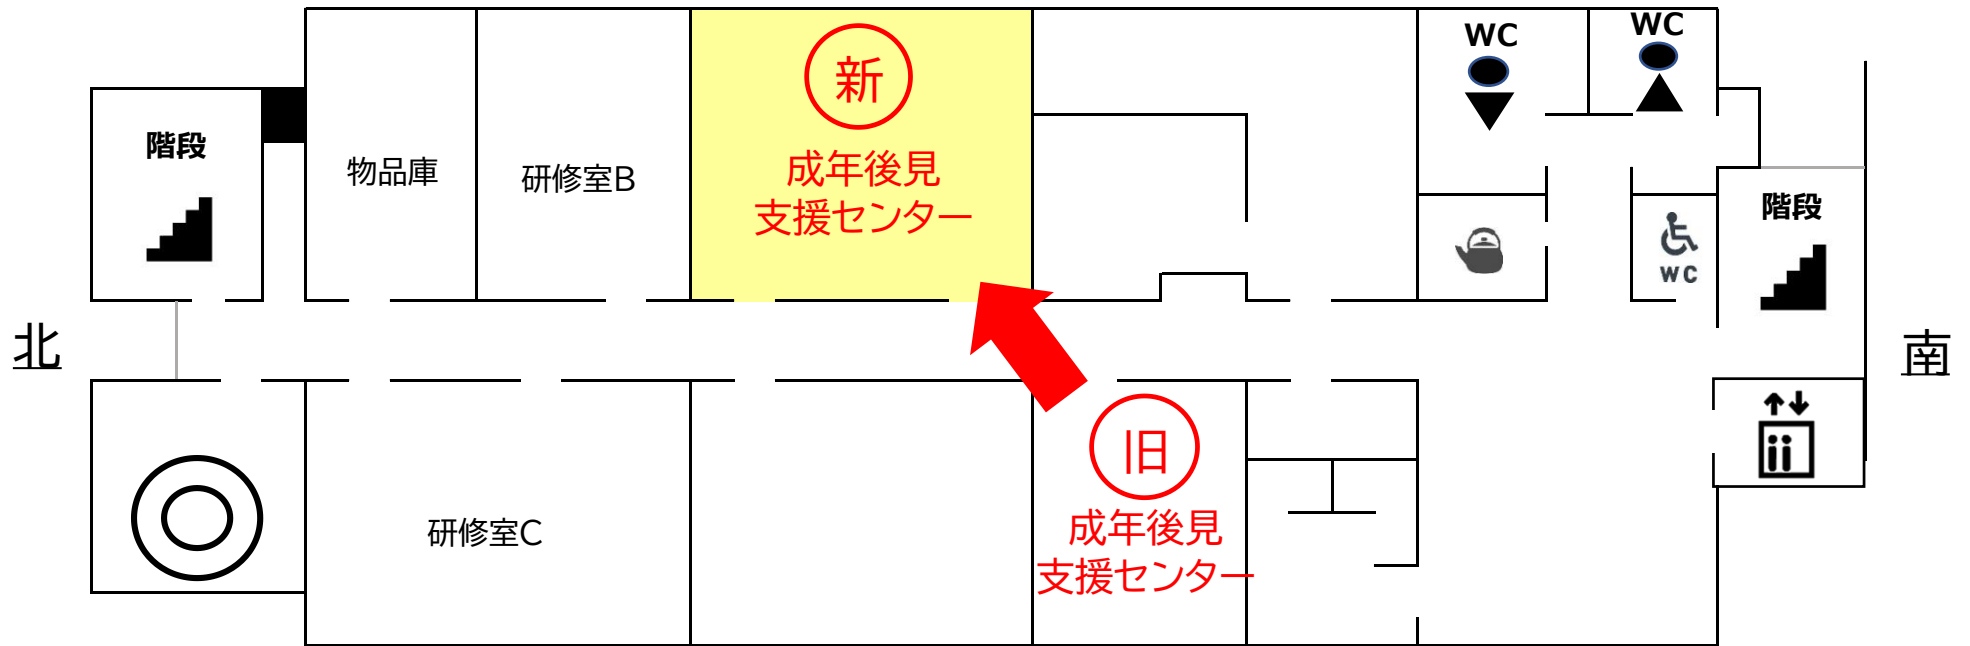 WC
WC
新
階段
物品庫
研修室B
成年後見
支援センター
階段
WC
北
南
旧
成年後見
支援センター
研修室C